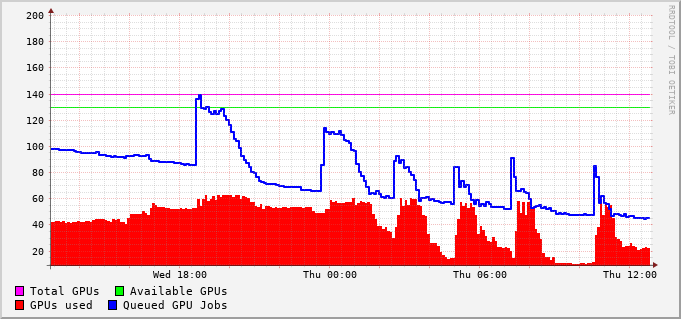 200
180
160
140
120
100
80
60
40
20
Wed 18:00 Thu 00:00 Thu 06:00 Thu 12:00
Total GPUs Available GPUs
GPUs used Queued GPU Jobs
RRDTOOL / TOBI OETIKER